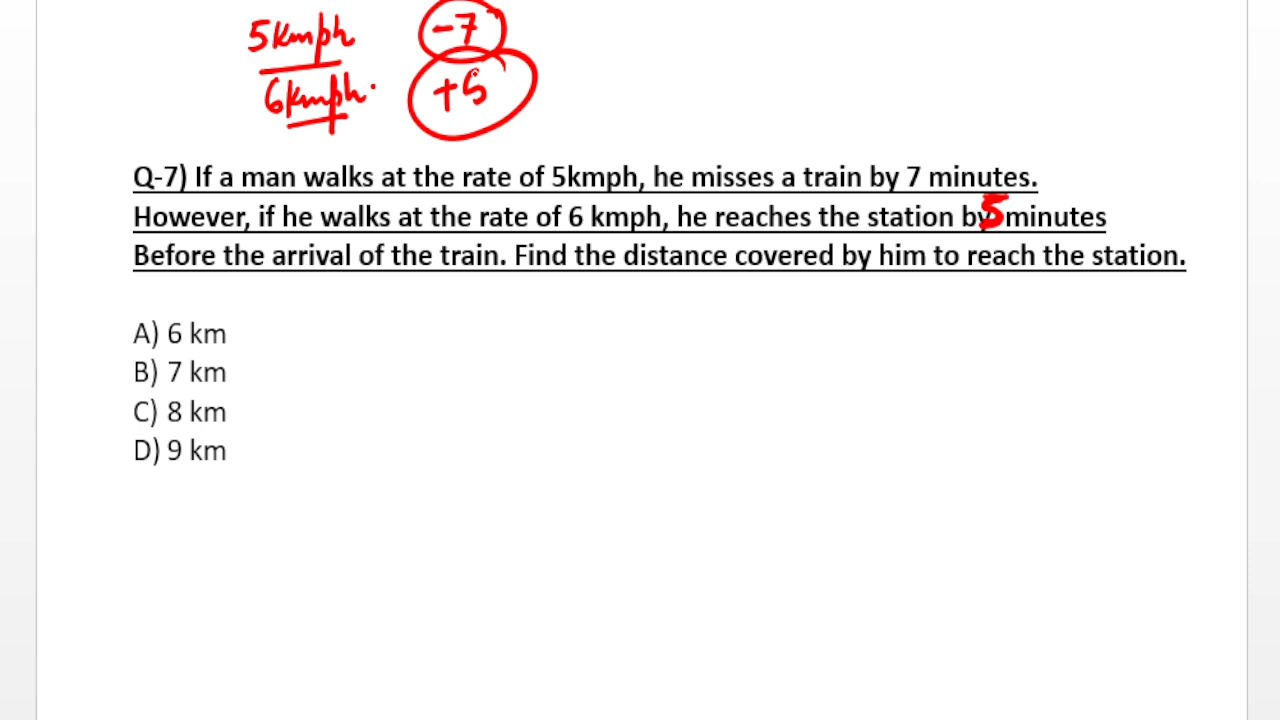 5kmph -7
6kmph. +5
Q-7) If a man walks at the rate of 5kmph, he misses a train by 7 minutes.
However, if he walks at the rate of 6 kmph, he reaches the station by 5 minutes
Before the arrival of the train. Find the distance covered by him to reach the station.
A) 6 km
B) 7 km
C) 8 km
D) 9 km